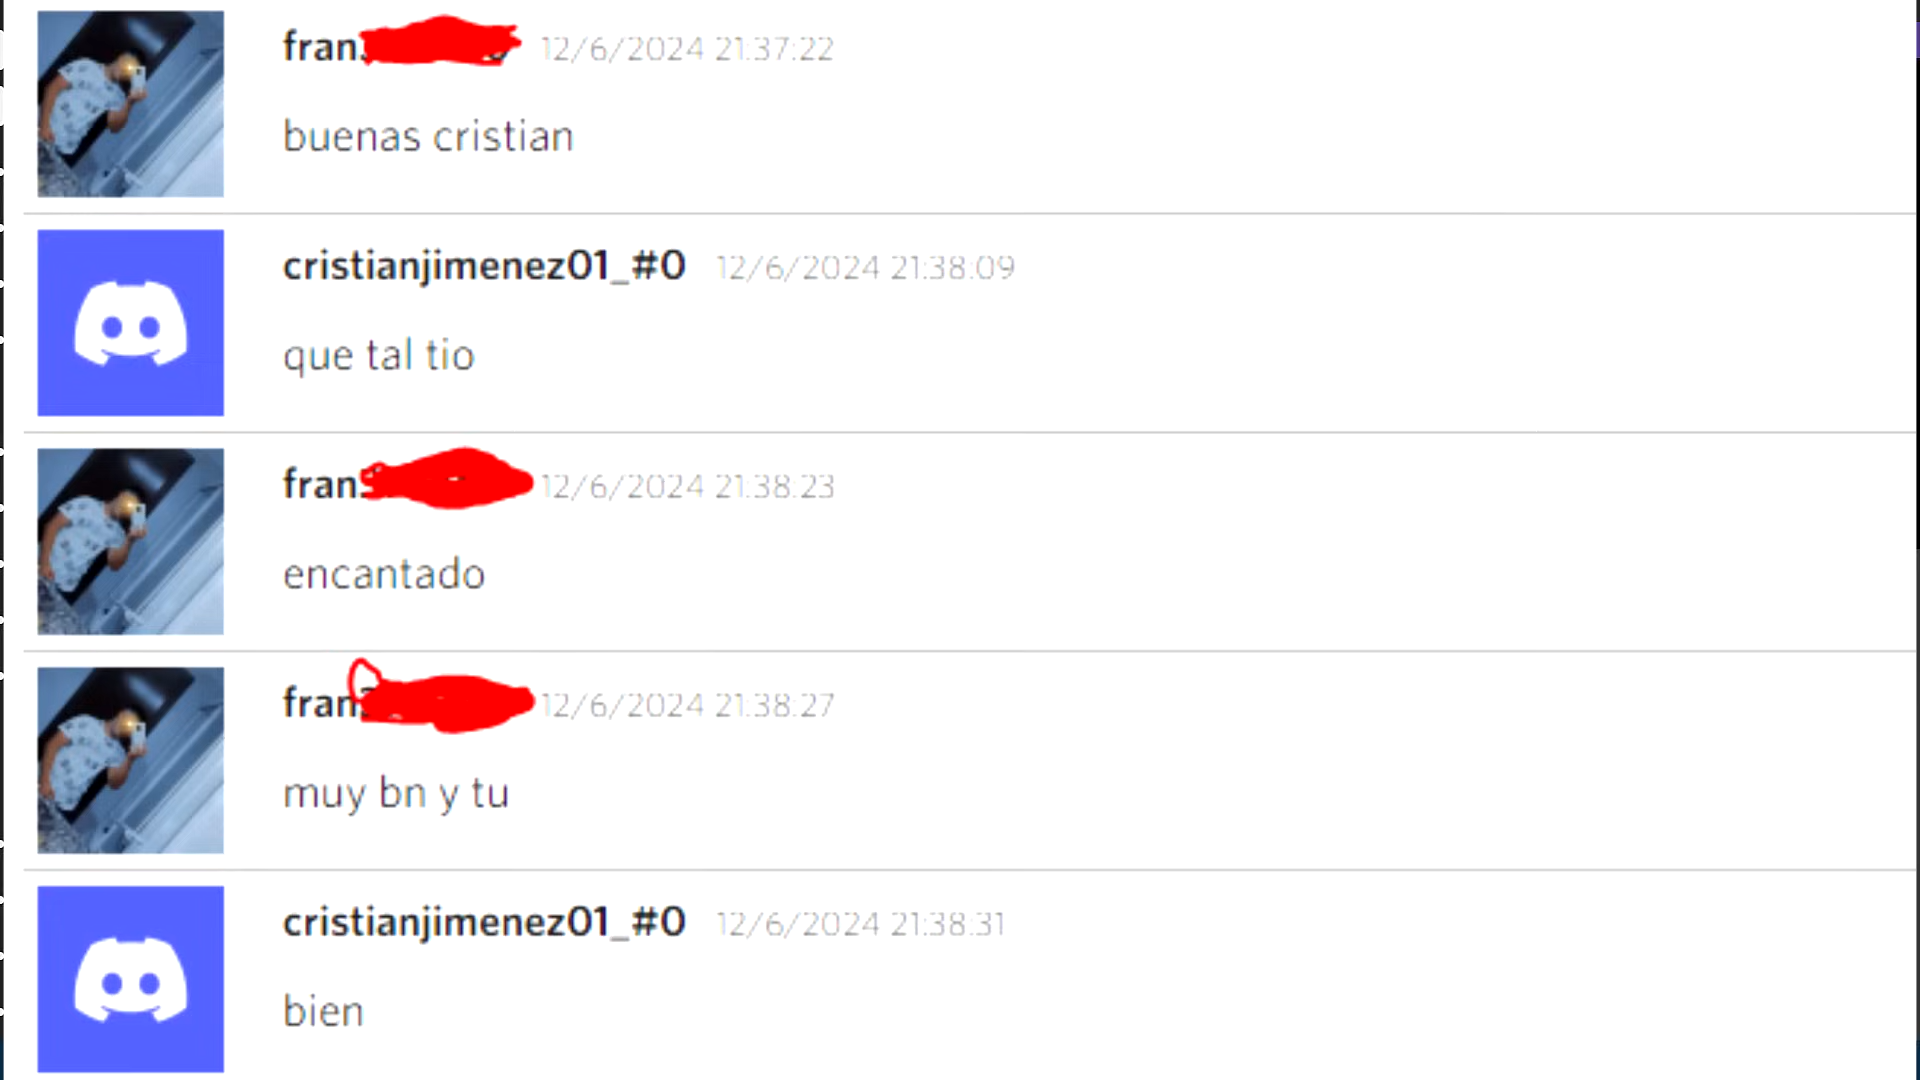 fran 12/6/2024 21:37:22
buenas cristian
cristianjimenez01_#0 12/6/2024 21:38:09
que tal tio
fran 12/6/2024 21:38:23
encantado
fran 12/6/2024 21:38:27
muy bn y tu
cristianjimenez01_#0 12/6/2024 21:38:31
bien